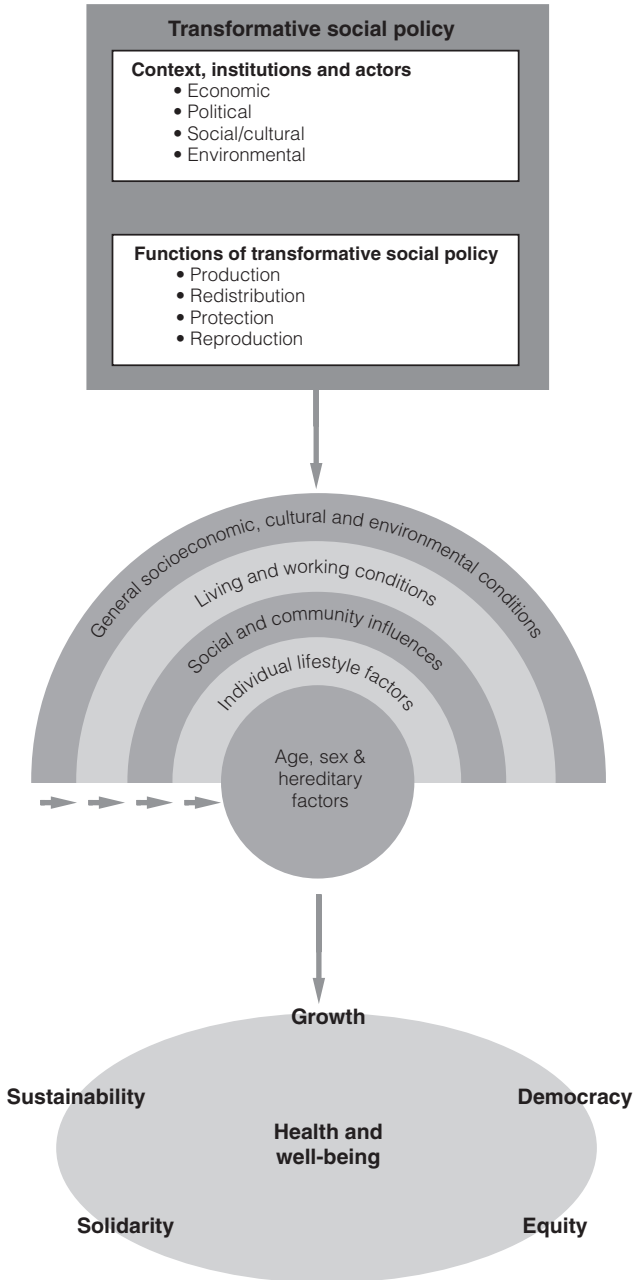 Transformative social policy
Context, institutions and actors
• Economic
• Political
• Social/cultural
• Environmental
Functions of transformative social policy
• Production
• Redistribution
• Protection
• Reproduction
General socioeconomic, cultural and environmental conditions
Living and working conditions
Social and community influences
Individual lifestyle factors
Age, sex &
hereditary
factors
Growth
Sustainability
Democracy
Health and
well-being
Solidarity
Equity